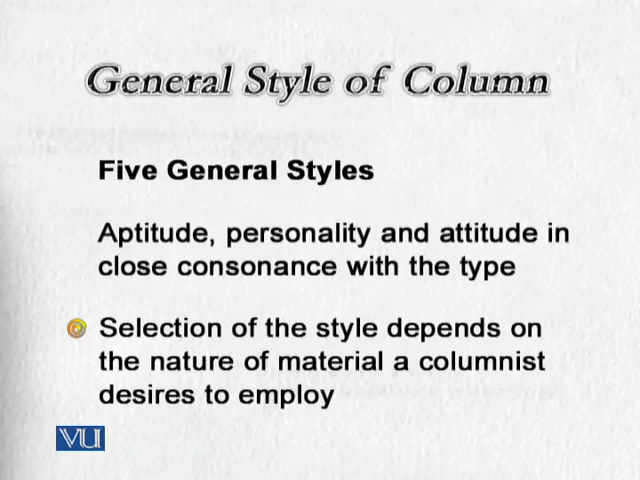 General Style of Column
Five General Styles
Aptitude, personality and attitude in
close consonance with the type
Selection of the style depends on
the nature of material a columnist
desires to employ
VU